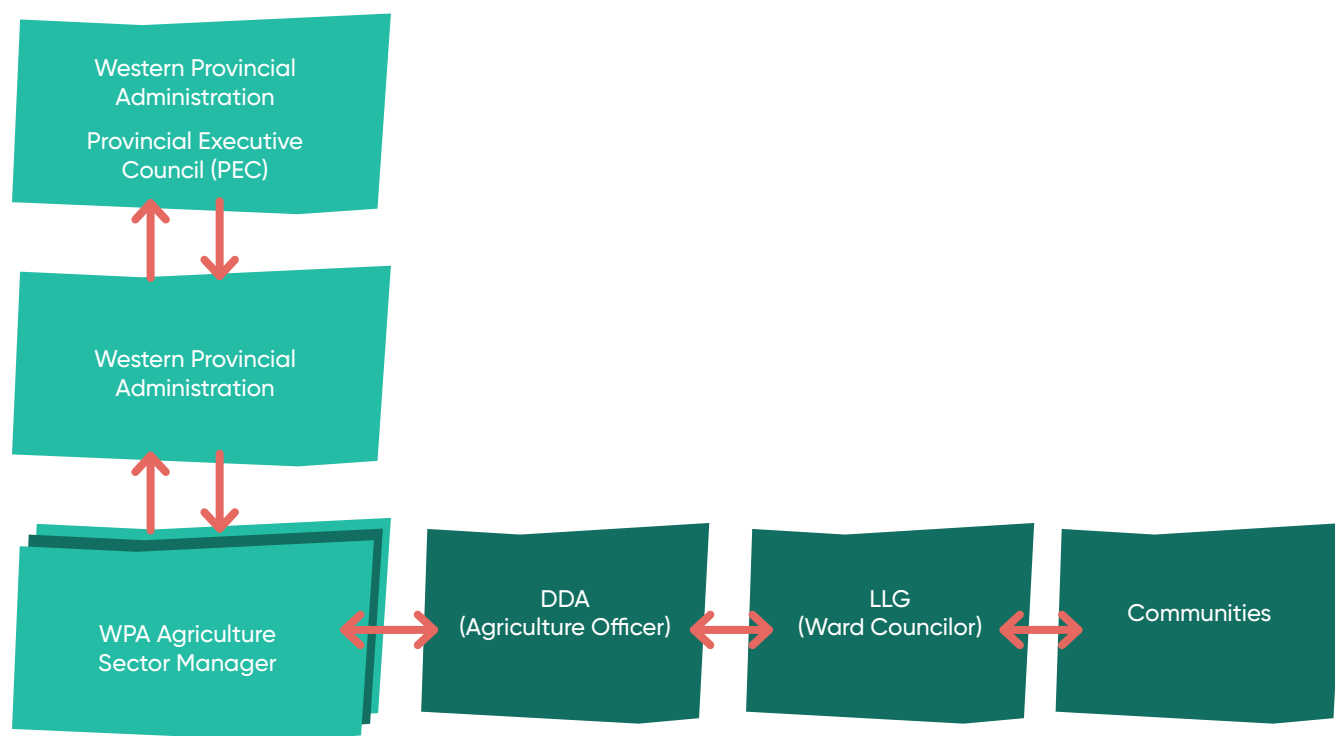 Western Provincial
Administration
Provincial Executive
Council (PEC)
Western Provincial
Administration
WPA Agriculture
Sector Manager
DDA
(Agriculture Officer)
LLG
(Ward Councilor)
Communities